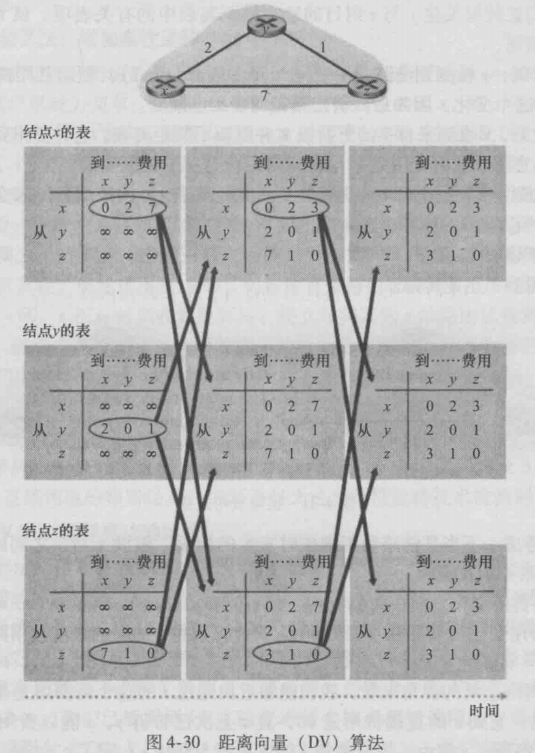 y
2 1
x z
7
结点x的表
到……费用 到……费用 到……费用
x y z x y z x y z
x 0 2 7 x 0 2 3 x 0 2 3
从 y ∞ ∞ ∞ 从 y 2 0 1 从 y 2 0 1
z ∞ ∞ ∞ z 7 1 0 z 3 1 0
结点y的表
到……费用 到……费用 到……费用
x y z x y z x y z
x ∞ ∞ ∞ x 0 2 7 x 0 2 3
从 y 2 0 1 从 y 2 0 1 从 y 2 0 1
z ∞ ∞ ∞ z 7 1 0 z 3 1 0
结点z的表
到……费用 到……费用 到……费用
x y z x y z x y z
x ∞ ∞ ∞ x 0 2 7 x 0 2 3
从 y ∞ ∞ ∞ 从 y 2 0 1 从 y 2 0 1
z 7 1 0 z 3 1 0 z 3 1 0
时间
图 4-30 距离向量（DV）算法